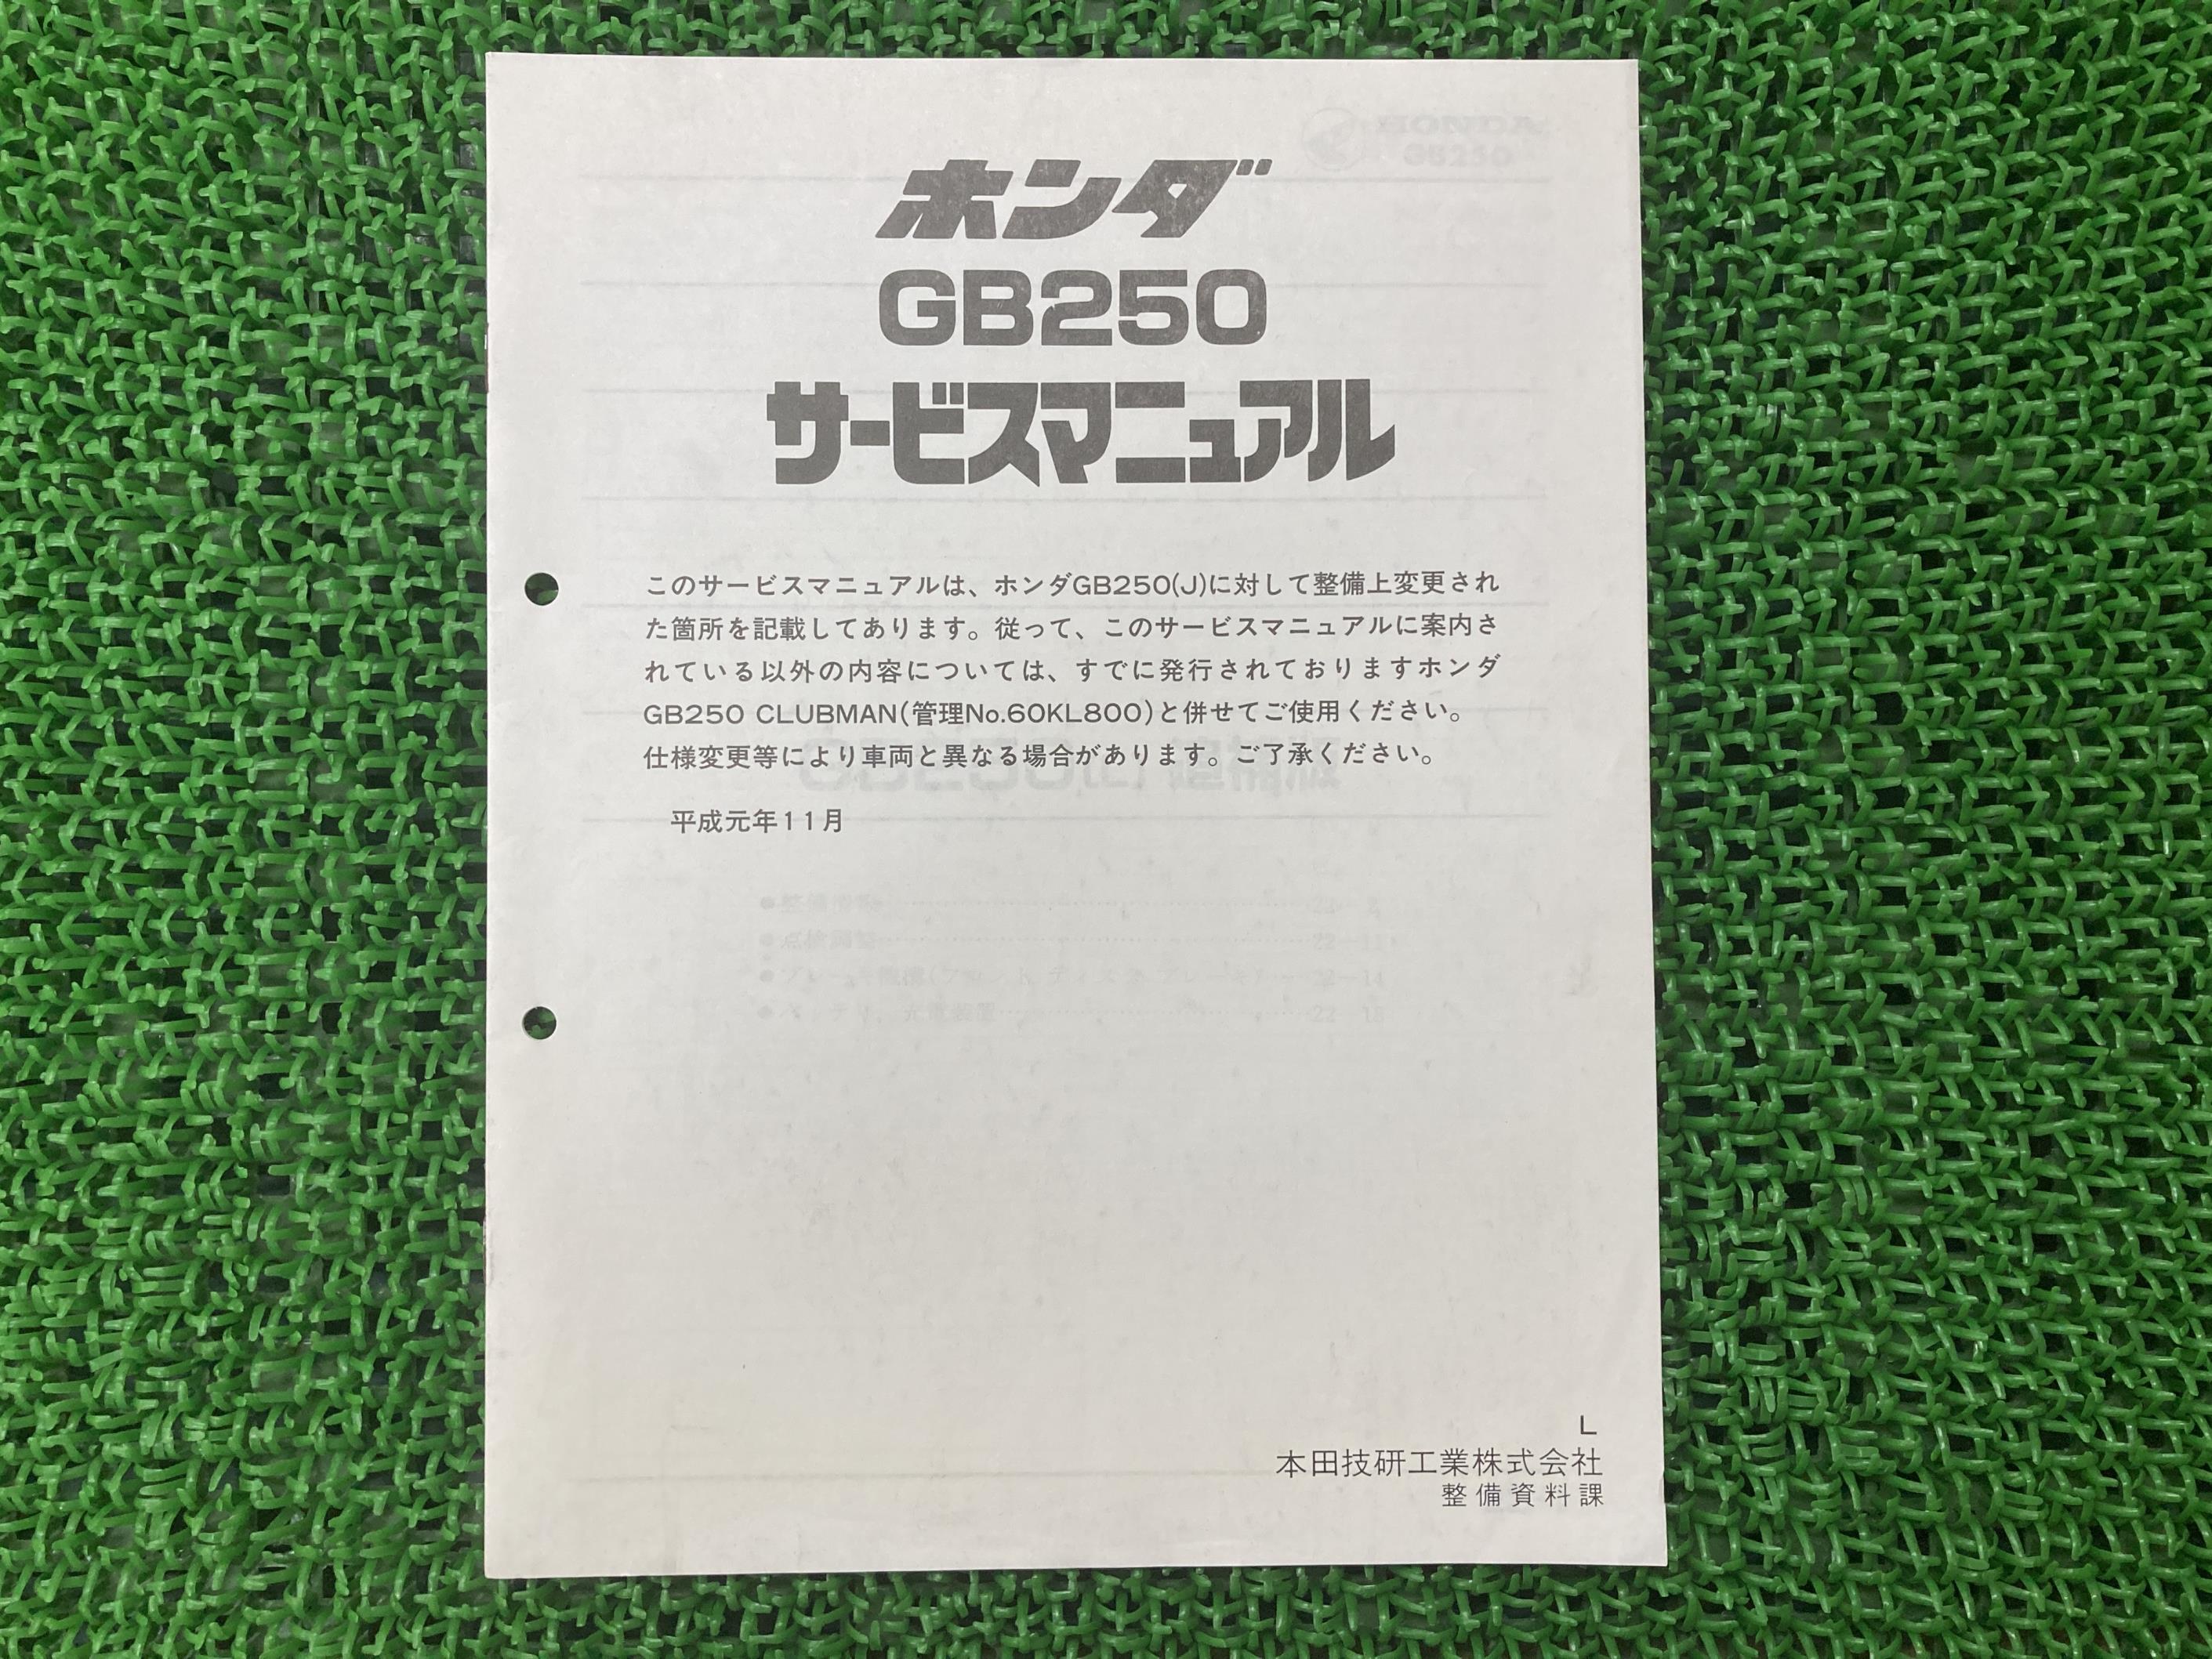 ホンダ
GB250
サービスマニュアル
このサービスマニュアルは、ホンダGB250(J)に対して整備上変更され
た箇所を記載してあります。従って、このサービスマニュアルに案内さ
れている以外の内容については、すでに発行されておりますホンダ
GB250 CLUBMAN(管理No.60KL800)と併せてご使用ください。
仕様変更等により車両と異なる場合があります。ご了承ください。
平成元年11月
L
本田技研工業株式会社
整備資料課